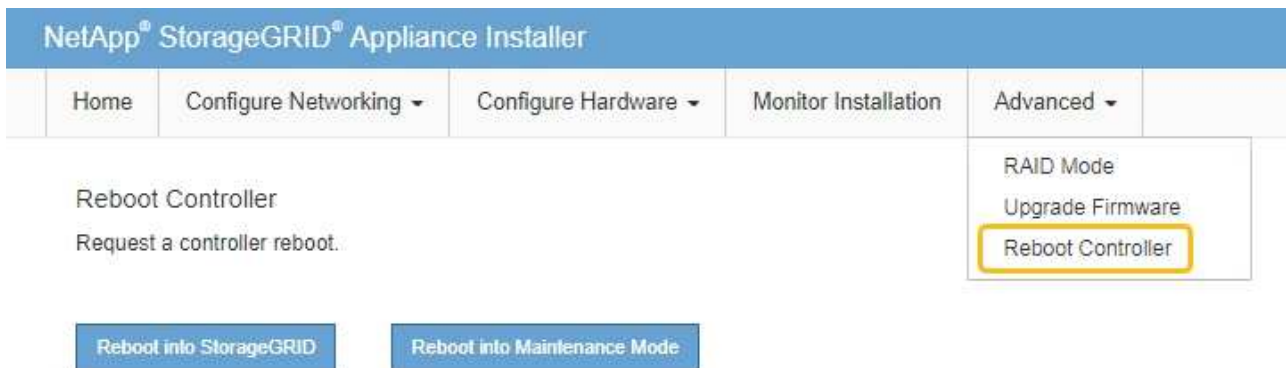 NetApp® StorageGRID® Appliance Installer
Home Configure Networking Configure Hardware Monitor Installation Advanced
RAID Mode
Upgrade Firmware
Reboot Controller
Reboot Controller
Request a controller reboot.
Reboot into StorageGRID Reboot into Maintenance Mode